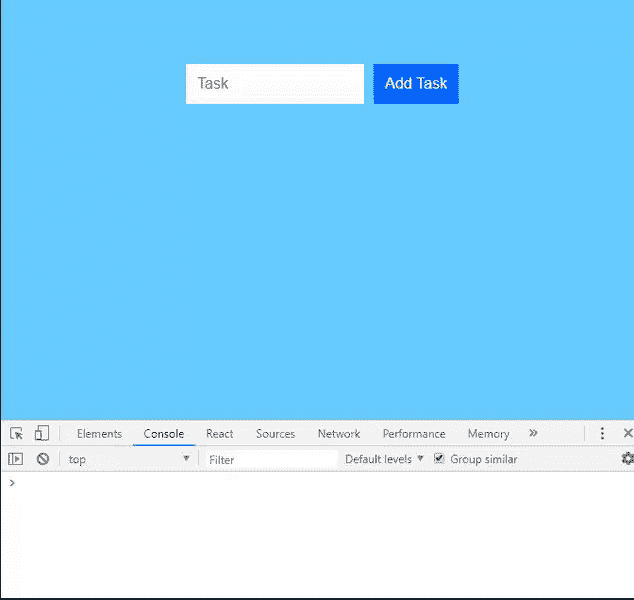 Task Add Task
Elements Console React Sources Network Performance Memory »
top Filter Default levels Group similar
>